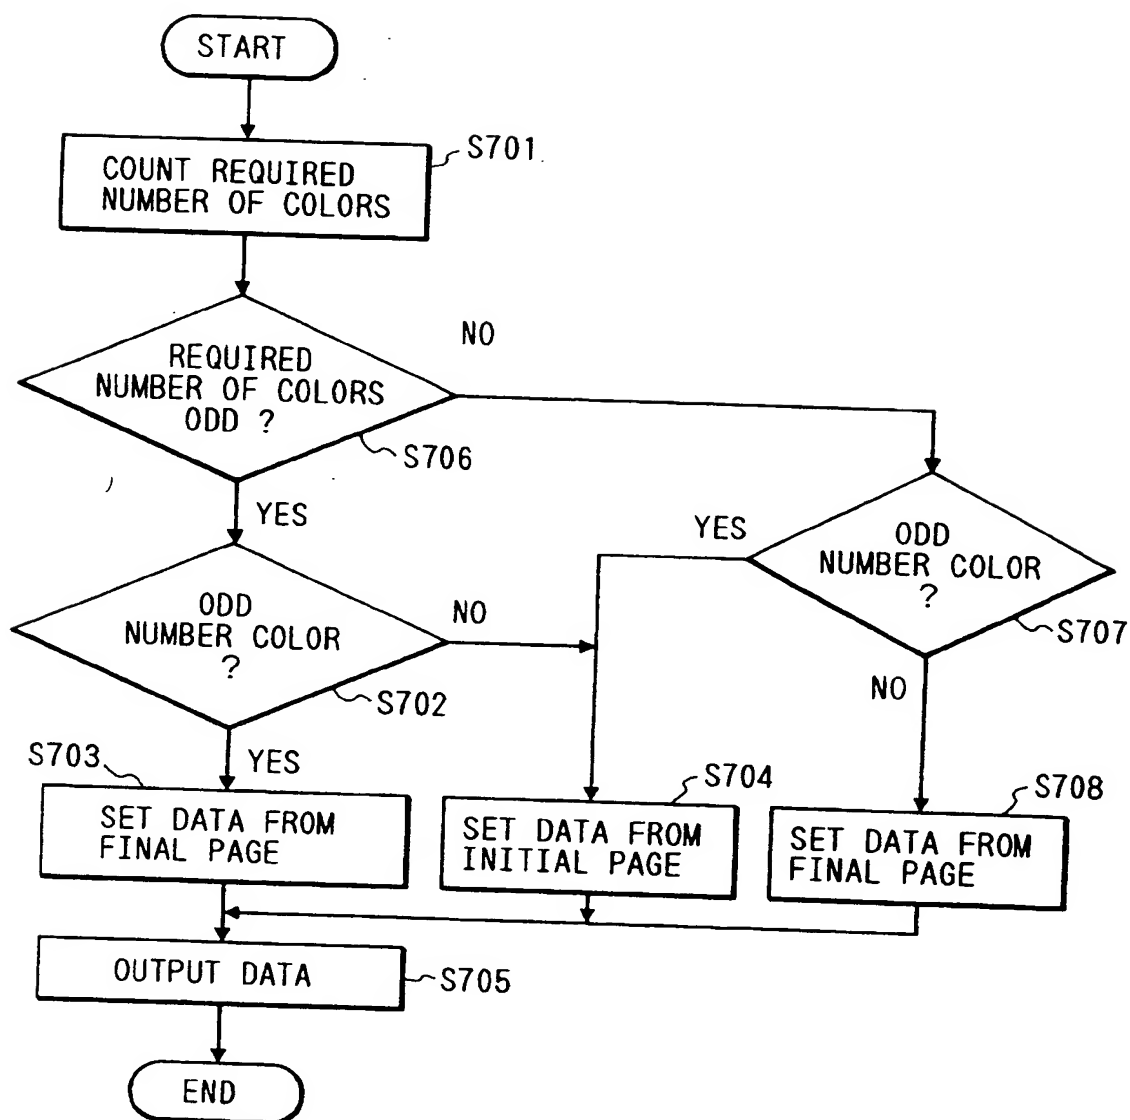 START
COUNT REQUIRED
NUMBER OF COLORS
S701
REQUIRED
NUMBER OF COLORS
ODD ?
NO
S706
YES
ODD
NUMBER COLOR
?
NO
S702
YES
ODD
NUMBER COLOR
?
S707
NO
YES
S703
SET DATA FROM
FINAL PAGE
S704
SET DATA FROM
INITIAL PAGE
S708
SET DATA FROM
FINAL PAGE
OUTPUT DATA
S705
END